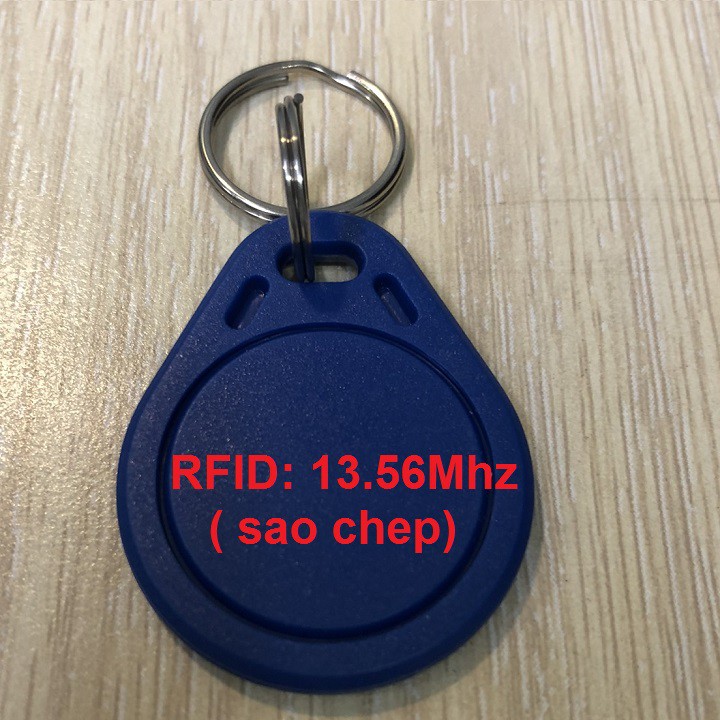 RFID: 13.56Mhz
( sao chep)